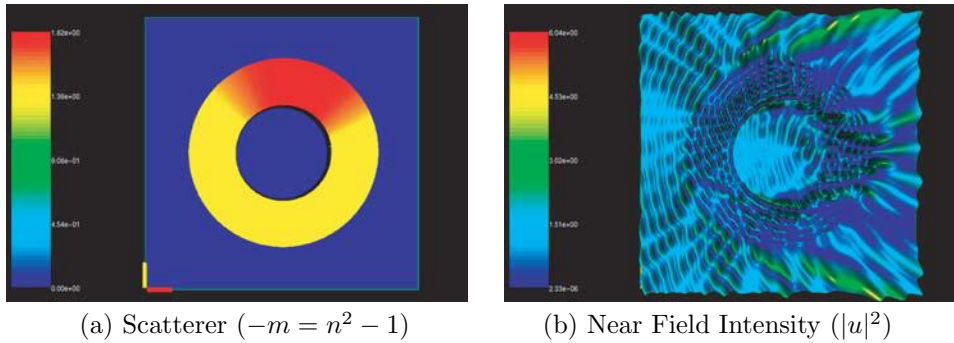 1.82e+00
1.36e+00
9.08e-01
4.54e-01
0.00e+00
6.04e+00
4.53e+00
3.02e+00
1.51e+00
2.33e-06
(a) Scatterer (−m = n² − 1)
(b) Near Field Intensity (|u|²)